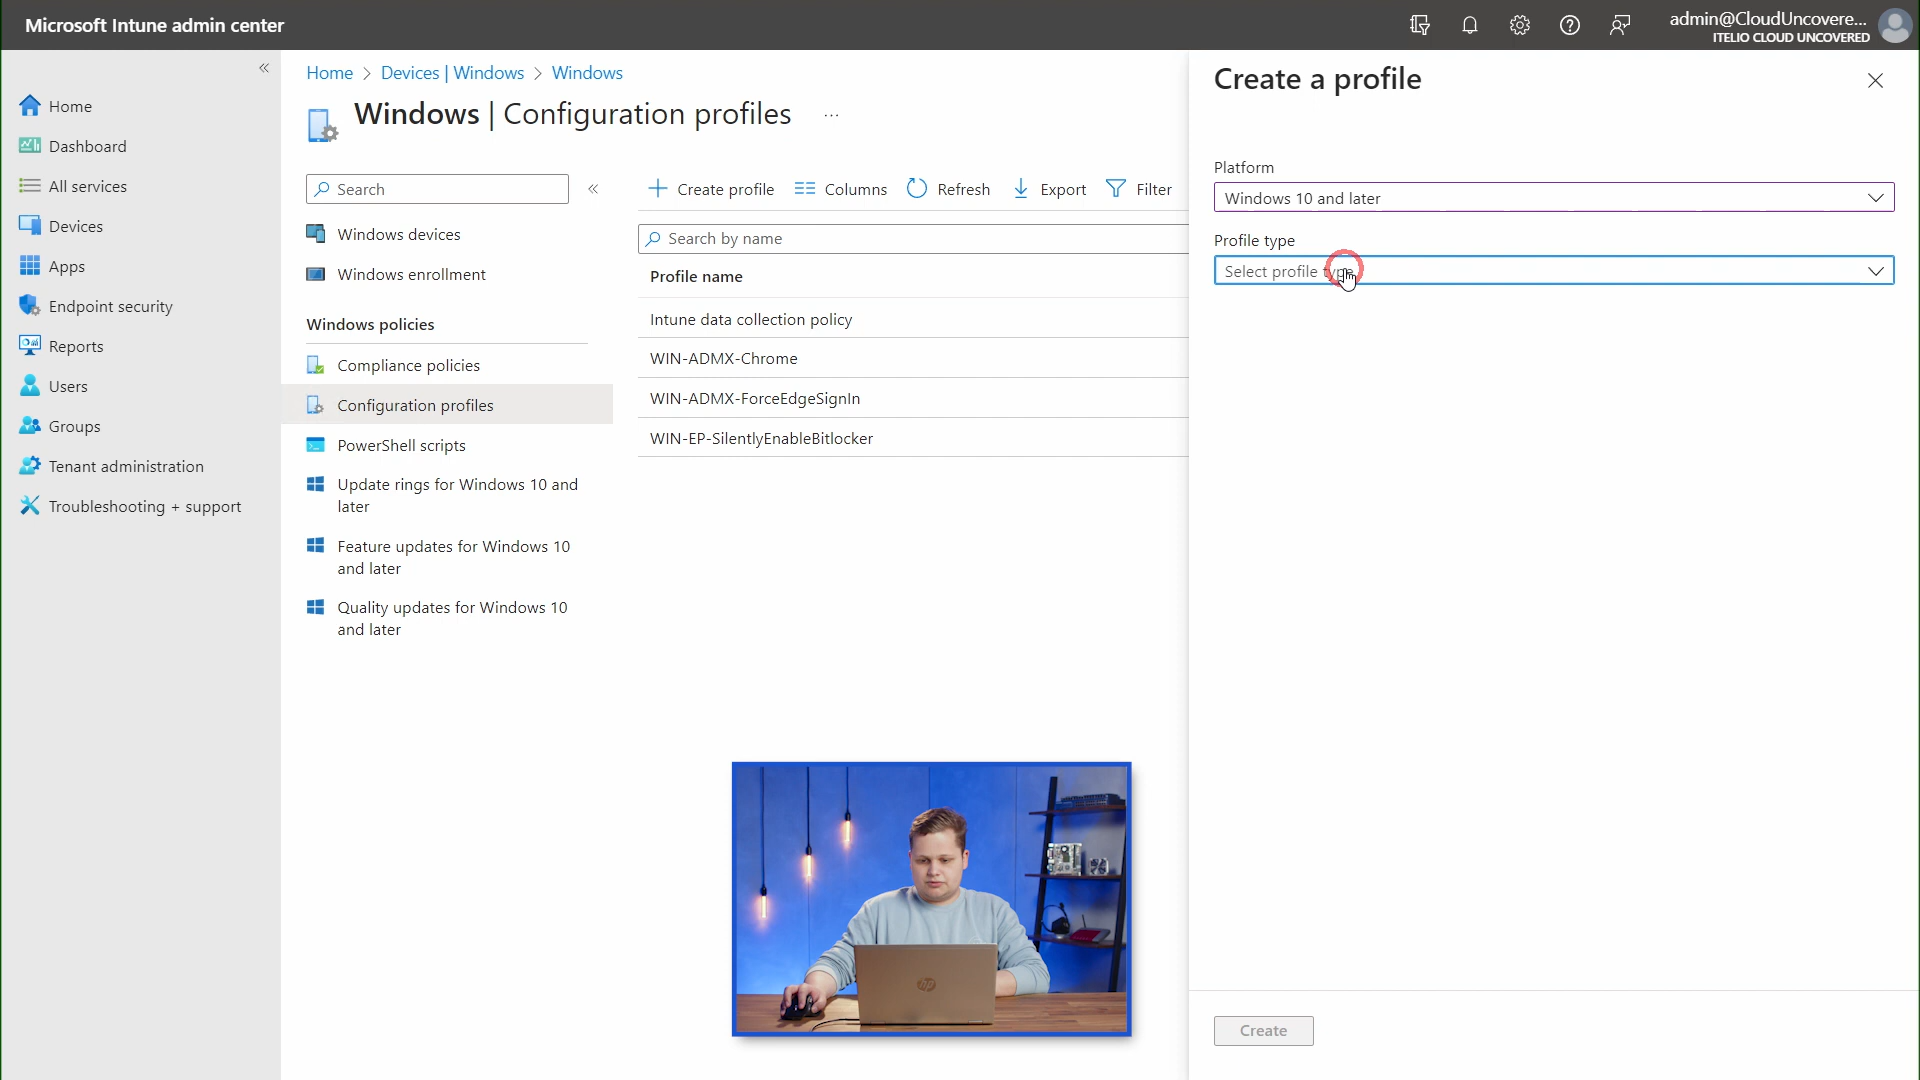 Microsoft Intune admin center
admin@CloudUncovere...
ITELIO CLOUD UNCOVERED
Home
Dashboard
All services
Devices
Apps
Endpoint security
Reports
Users
Groups
Tenant administration
Troubleshooting + support
Home > Devices | Windows > Windows
Windows | Configuration profiles ...
Search
Windows devices
Windows enrollment
Windows policies
Compliance policies
Configuration profiles
PowerShell scripts
Update rings for Windows 10 and
later
Feature updates for Windows 10
and later
Quality updates for Windows 10
and later
Create profile Columns Refresh Export Filter
Search by name
Profile name
Intune data collection policy
WIN-ADMX-Chrome
WIN-ADMX-ForceEdgeSignIn
WIN-EP-SilentlyEnableBitlocker
hp
Create a profile
Platform
Windows 10 and later
Profile type
Select profile type
Create